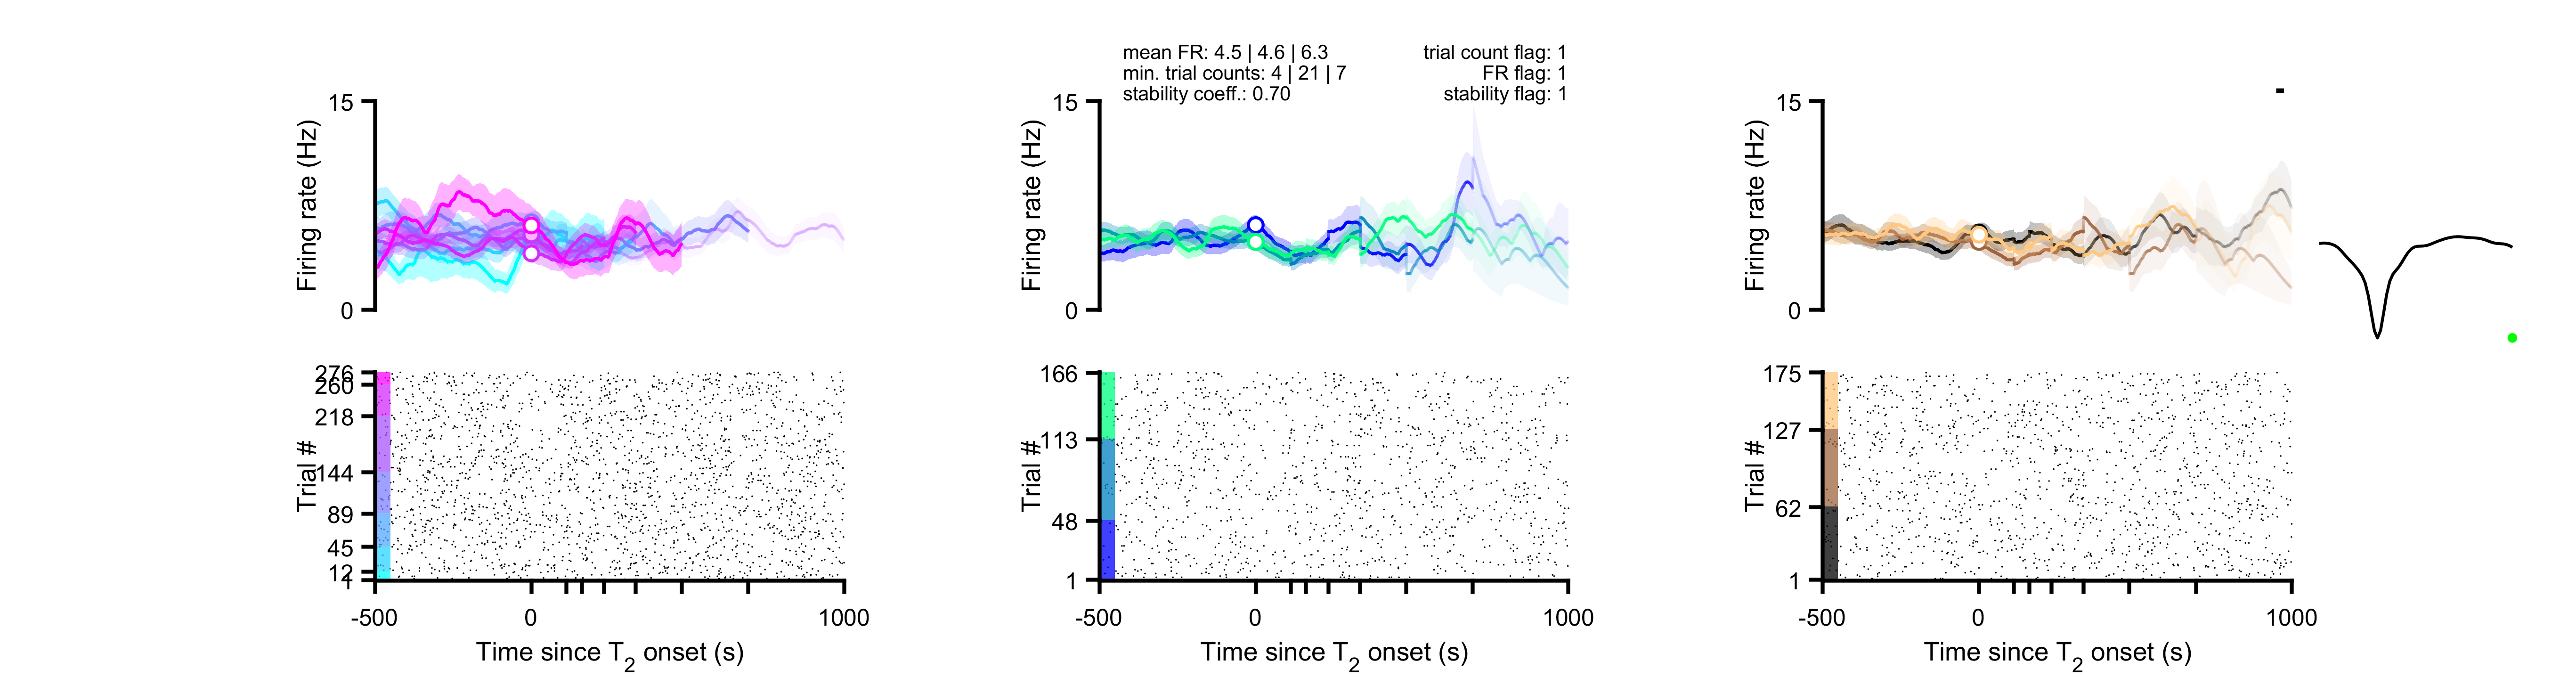 mean FR: 4.5 | 4.6 | 6.3
min. trial counts: 4 | 21 | 7
stability coeff.: 0.70
trial count flag: 1
FR flag: 1
stability flag: 1
15
Firing rate (Hz)
0
276
260
218
144
89
45
12
Trial #
-500
0
1000
Time since T2 onset (s)
15
Firing rate (Hz)
0
166
113
48
1
Trial #
-500
0
1000
Time since T2 onset (s)
15
Firing rate (Hz)
0
175
127
62
1
Trial #
-500
0
1000
Time since T2 onset (s)